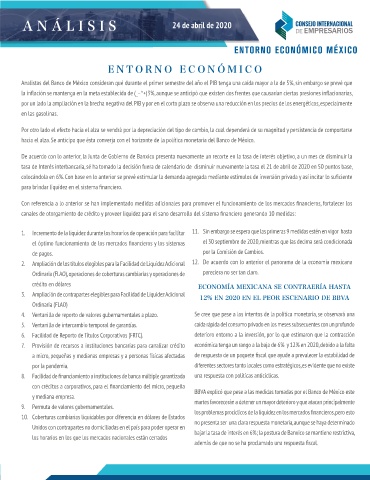 ANÁLISIS
24 de abril de 2020
CONSEJO INTERNACIONAL
DE EMPRESARIOS
ENTORNO ECONÓMICO MÉXICO
ENTORNO ECONÓMICO
Analistas del Banco de México consideran que durante el primer semestre del año el PIB tenga una caída mayor a la de 5%, sin embargo se prevé que
la inflación se mantenga en la meta establecida de (_- "+)3%, aunque se anticipó que existen dos fuentes que causarían ciertas presiones inflacionarias,
por un lado la ampliación en la brecha negativa del PIB y por en el corto plazo se observa una reducción en los precios de los energéticos, especialmente
en las gasolinas.
Por otro lado el efecto hacia el alza se vendrá por la depreciación del tipo de cambio, la cual dependerá de su magnitud y persistencia de comportarse
hacia el alza. Se anticipa que ésta converja con el horizonte de la política monetaria del Banco de México.
De acuerdo con lo anterior, la Junta de Gobierno de Banxico presenta nuevamente un recorte en la tasa de interés objetivo, a un mes de disminuir la
tasa de interés interbancaria, se ha tomado la decisión fuera de calendario de disminuir nuevamente la tasa el 21 de abril de 2020 en 50 puntos base,
colocándola en 6%. Con base en lo anterior se prevé estimular la demanda agregada mediante estímulos de inversión privada y así incitar lo suficiente
para brindar liquidez en el sistema financiero.
Con referencia a lo anterior se han implementado medidas adicionales para promover el funcionamiento de los mercados financieros, fortalecer los
canales de otorgamiento de crédito y proveer liquidez para el sano desarrollo del sistema financiero generando 10 medidas:
1. Incremento de la liquidez durante los horarios de operación para facilitar
el óptimo funcionamiento de los mercados financieros y los sistemas
de pagos.
2. Ampliación de los títulos elegibles para la Facilidad de Liquidez Adicional
Ordinaria (FLAO), operaciones de coberturas cambiarias y operaciones de
crédito en dólares
3. Ampliación de contrapartes elegibles para Facilidad de Liquidez Adicional
Ordinaria (FLAO)
4. Ventanilla de reporto de valores gubernamentales a plazo.
5. Ventanilla de intercambio temporal de garantías.
6. Facilidad de Reporto de Títulos Corporativos (FRTC).
7. Provisión de recursos a instituciones bancarias para canalizar crédito
a micro, pequeñas y medianas empresas y a personas físicas afectadas
por la pandemia.
8. Facilidad de financiamiento a instituciones de banca múltiple garantizada
con créditos a corporativos, para el financiamiento del micro, pequeña
y mediana empresa
9. Permuta de valores gubernamentales.
10. Coberturas cambiarias liquidables por diferencia en dólares de Estados
Unidos con contrapartes no domiciliadas en el país para poder operar en
los horarios en los que los mercados nacionales están cerrados
11. Sin embargo se espera que las primeras 9 medidas estén en vigor hasta
el 30 septiembre de 2020, mientras que las decima será condicionada
por la Comisión de Cambios.
12. De acuerdo con lo anterior el panorama de la economía mexicana
pareciera no ser tan claro.
ECONOMÍA MEXICANA SE CONTRAERÍA HASTA
12% EN 2020 EN EL PEOR ESCENARIO DE BBVA
Se cree que pese a los intentos de la política monetaria, se observará una
caída rápida del consumo privado en los meses subsecuentes con un profundo
deterioro entorno a la inversión, por lo que estimaron que la contracción
económica tenga un rango a la baja de 6% y 12% en 2020, debido a la falta
de respuesta de un paquete fiscal que ayude a prevalecer la estabilidad de
diferentes sectores tanto locales como estratégicos, es evidente que no existe
una respuesta con políticas anticíclicas.
BBVA explicó que pese a las medidas tomadas por el Banco de México este
martes favorecerán a detener un mayor deterioro y que atacan principalmente
los problemas procíclicos de la liquidez en los mercados financieros, pero esto
no presenta ser una clara respuesta monetaria, aunque se haya determinado
bajar la tasa de interés en 6%, la postura de Banxico se mantiene restrictiva,
además de que no se ha proclamado una respuesta fiscal.